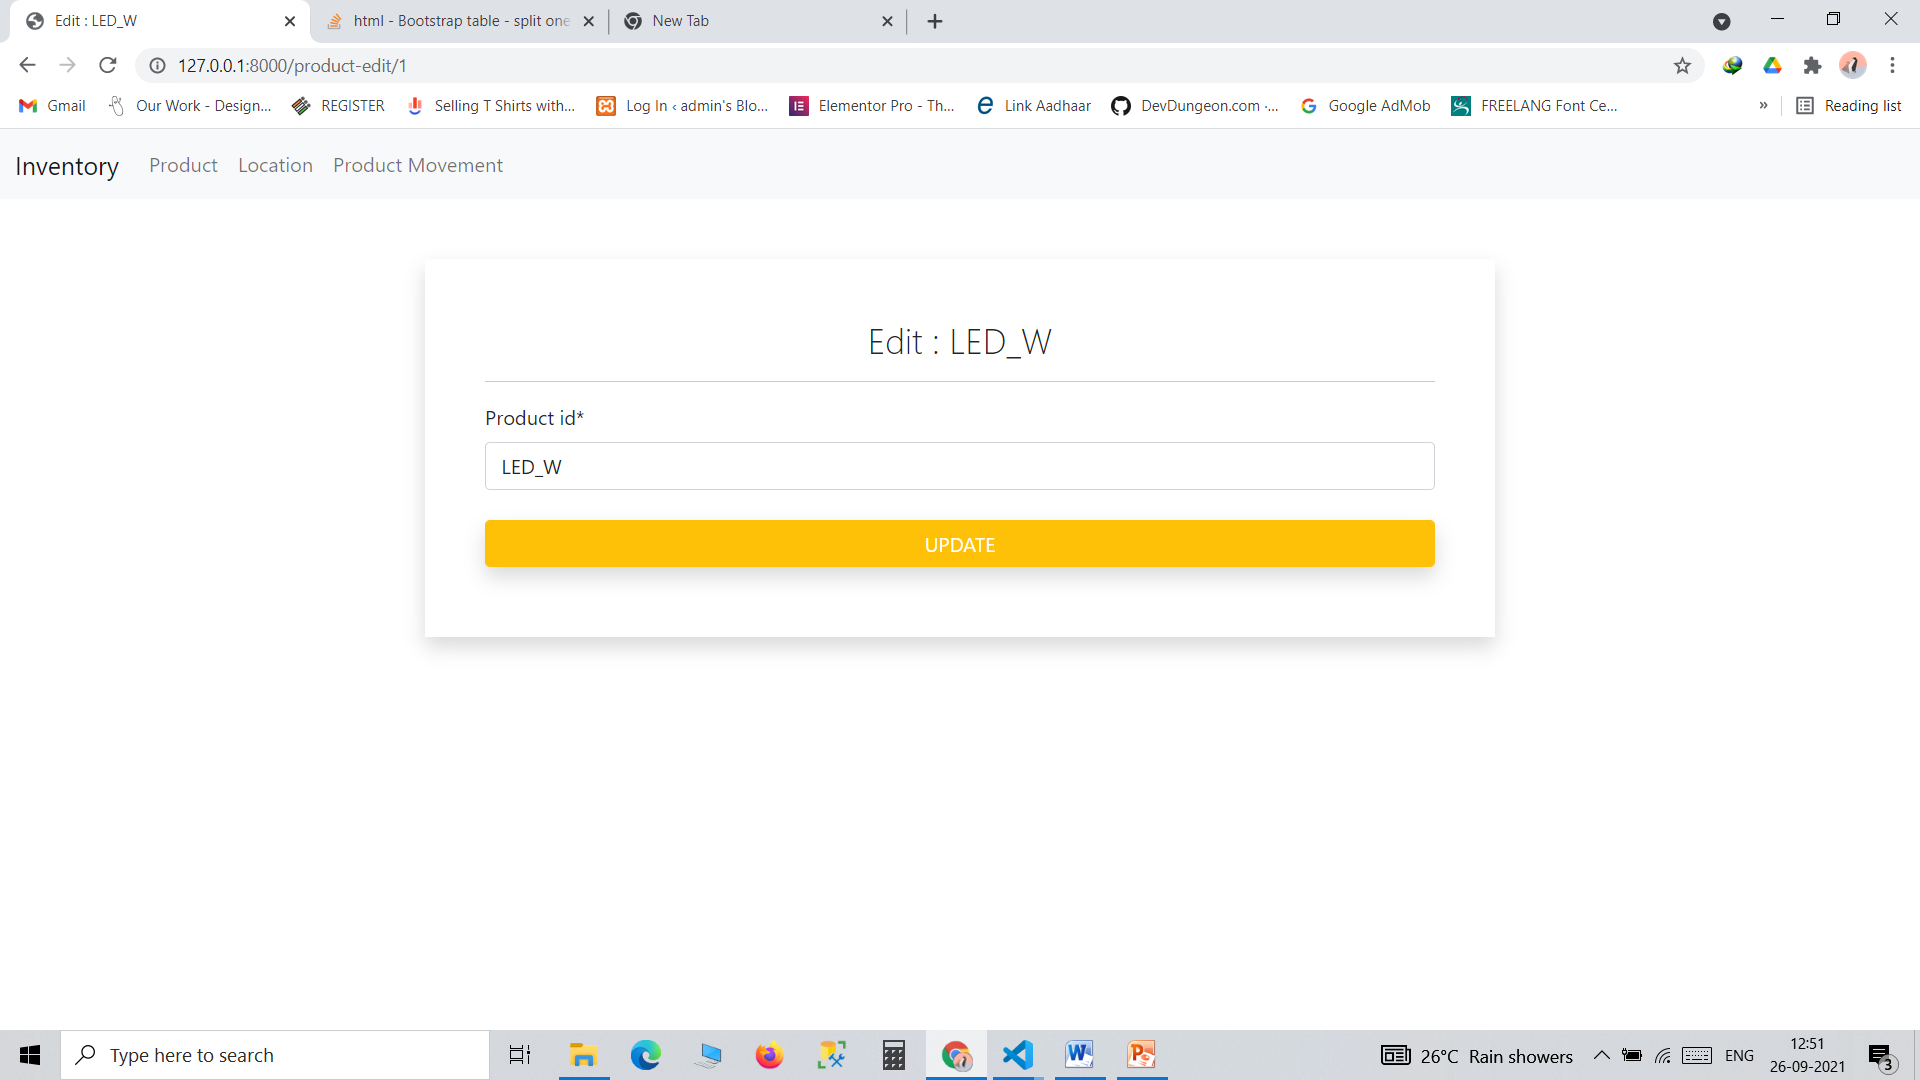 Edit : LED_W
html - Bootstrap table - split one
New Tab
127.0.0.1:8000/product-edit/1
Gmail
Our Work - Design...
REGISTER
Selling T Shirts with...
Log In ‹ admin's Blo...
Elementor Pro - Th...
Link Aadhaar
DevDungeon.com ·...
Google AdMob
FREELANG Font Ce...
»
Reading list
Inventory
Product
Location
Product Movement
Edit : LED_W
Product id*
LED_W
UPDATE
Type here to search
26°C Rain showers
ENG
12:51
26-09-2021
3